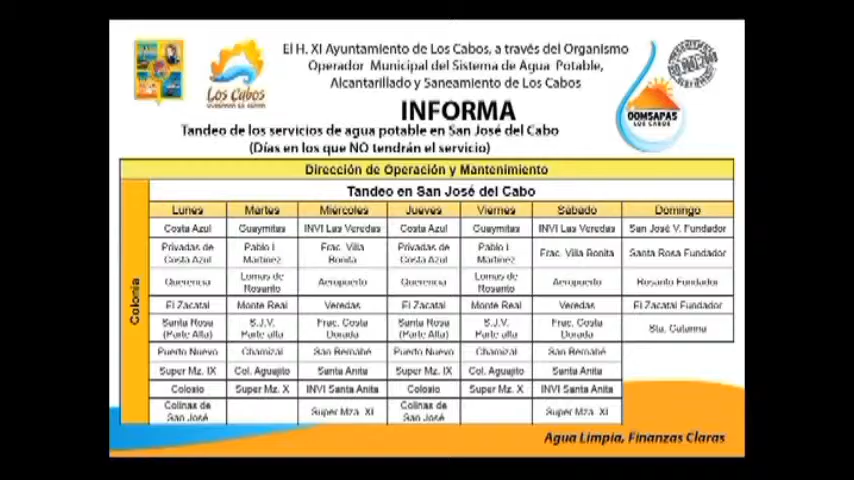 El H. XI Ayuntamiento de Los Cabos, a través del Organismo
Operador Municipal del Sistema de Agua Potable,
Alcantarillado y Saneamiento de Los Cabos
Los Cabos
OOMSAPAS
LOS CABOS
INFORMA
Tandeo de los servicios de agua potable en San José del Cabo
(Días en los que NO tendrán el servicio)
Dirección de Operación y Mantenimiento
Tandeo en San José del Cabo
Colonia
Lunes Martes Miércoles Jueves Viernes Sábado Domingo
Costa Azul Guaymitas INVI Las Veredas Costa Azul Guaymitas INVI Las Veredas San José V. Fundador
Privadas de Costa Azul Pablo L Martinez Frac. Villa Bonita Privadas de Costa Azul Pablo L Martinez Frac. Villa Bonita Santa Rosa Fundador
Querencia Lomas de Rosarito Aeropuerto Querencia Lomas de Rosarito Aeropuerto Rosarito Fundador
El Zacatal Monte Real Veredas El Zacatal Monte Real Veredas El Zacatal Fundador
Santa Rosa (Parte Alta) S.J.V. Parte alta Frac. Costa Dorada Santa Rosa (Parte Alta) S.J.V. Parte alta Frac. Costa Dorada Sta. Catarina
Puerto Nuevo Chamizal San Bernabé Puerto Nuevo Chamizal San Bernabé
Super Mz. IX Col. Aguajito Santa Anita Super Mz. IX Col. Aguajito Santa Anita
Colosio Super Mz. X INVI Santa Anita Colosio Super Mz. X INVI Santa Anita
Colinas de San José Super Mza. XI Colinas de San José Super Mza. XI
Agua Limpia, Finanzas Claras